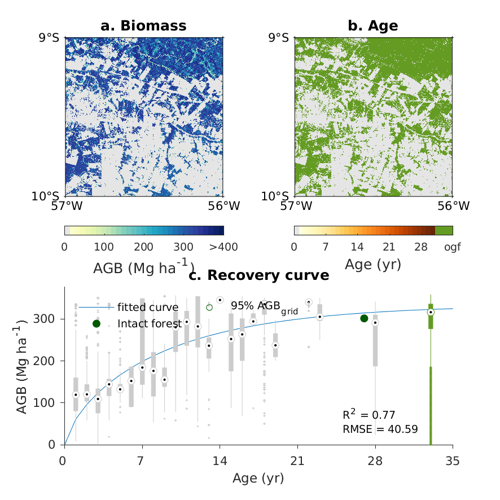 a. Biomass
b. Age
9°S
10°S
57°W
56°W
9°S
10°S
57°W
56°W
0 100 200 300 >400
AGB (Mg ha-1)
0 7 14 21 28 ogf
Age (yr)
c. Recovery curve
fitted curve
95% AGBgrid
Intact forest
300
200
100
0
AGB (Mg ha-1)
R2 = 0.77
RMSE = 40.59
0 7 14 21 28 35
Age (yr)